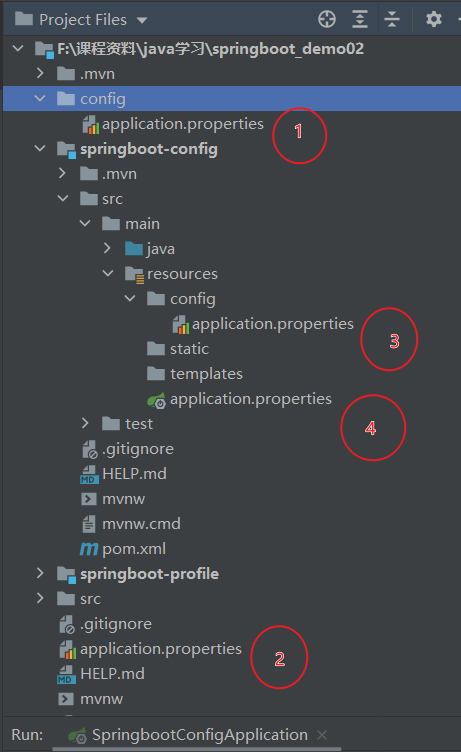 Project Files
F:\课程资料\java学习\springboot_demo02
.mvn
config
application.properties
1
springboot-config
.mvn
src
main
java
resources
config
application.properties
3
static
templates
application.properties
4
test
.gitignore
MD HELP.md
mvnw
mvnw.cmd
m pom.xml
springboot-profile
src
.gitignore
application.properties
2
MD HELP.md
mvnw
Run: SpringbootConfigApplication